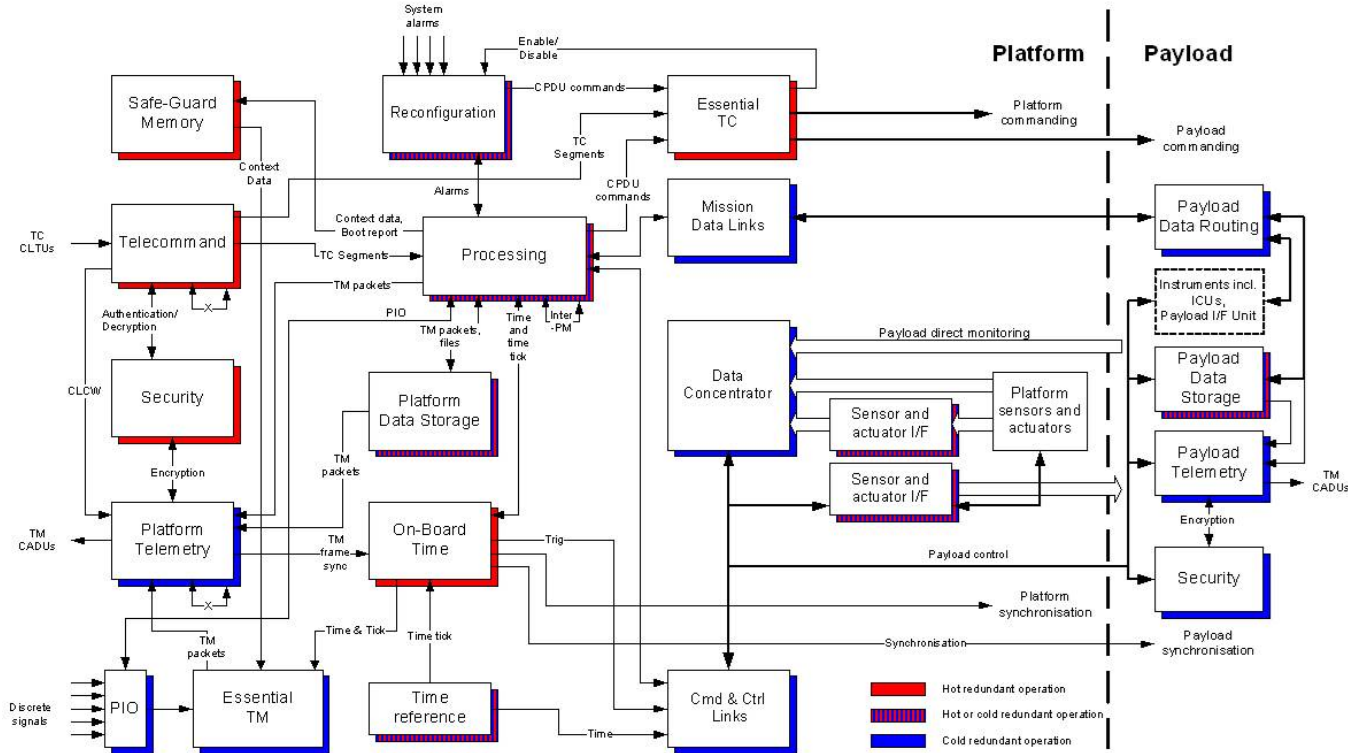 System
alarms
Enable/
Disable
Platform
Payload
Safe-Guard
Memory
Reconfiguration
CPDU commands
Essential
TC
Platform
commanding
TC
Segments
Payload
commanding
Context
Data
Alarms
CPDU
commands
Mission
Data Links
Payload
Data Routing
TC
CLTUs
Telecommand
Context data,
Boot report
TC Segments
Processing
TM packets
X
Authentication/
Decryption
PIO
TM packets,
files
Time
and
time
tick
Inter
-PM
Instruments incl.
ICUs,
Payload I/F Unit
Payload direct monitoring
CLCW
Security
Platform
Data Storage
Data
Concentrator
Sensor and
actuator I/F
Platform
sensors and
actuators
Payload
Data
Storage
Encryption
TM
packets
Sensor and
actuator I/F
Payload
Telemetry
TM
CADUs
TM
CADUs
Platform
Telemetry
TM
frame
sync
On-Board
Time
Trig
Encryption
Payload control
Security
X
Platform
synchronisation
TM
packets
Time & Tick
Time tick
Synchronisation
Payload
synchronisation
Discrete
signals
PIO
Essential
TM
Time
reference
Time
Cmd & Ctrl
Links
Hot redundant operation
Hot or cold redundant operation
Cold redundant operation